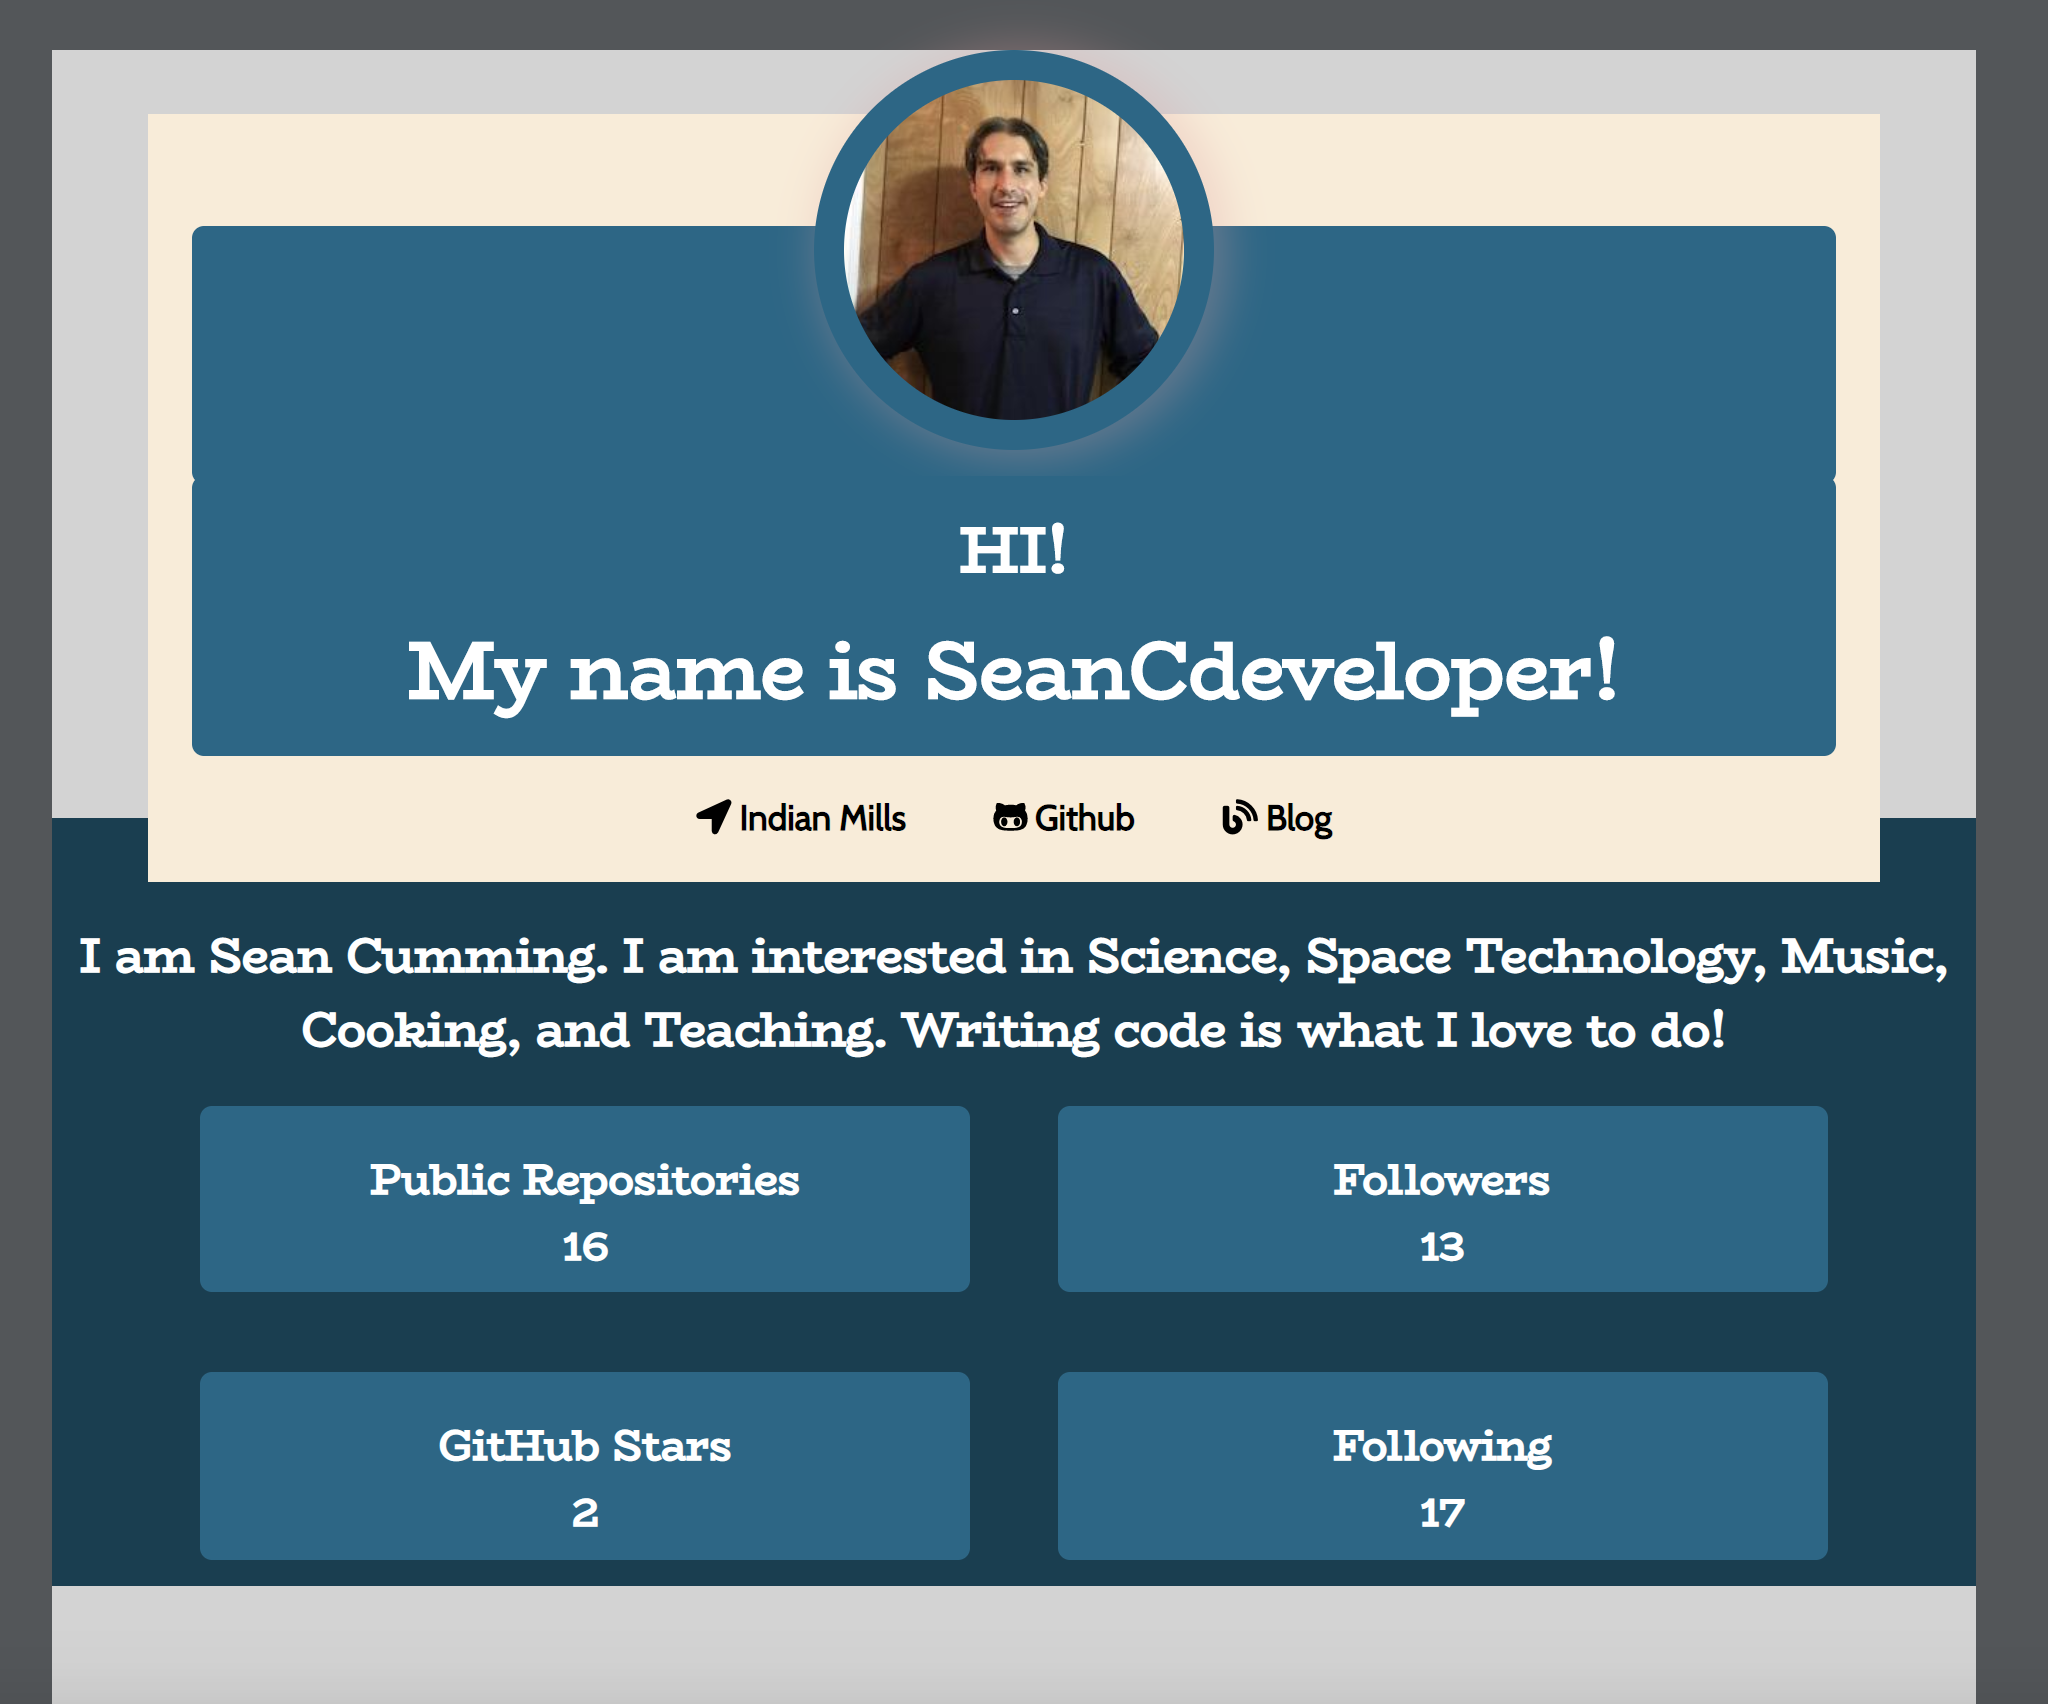 HI!
My name is SeanCdeveloper!
Indian Mills Github Blog
I am Sean Cumming. I am interested in Science, Space Technology, Music,
Cooking, and Teaching. Writing code is what I love to do!
Public Repositories
16
Followers
13
GitHub Stars
2
Following
17